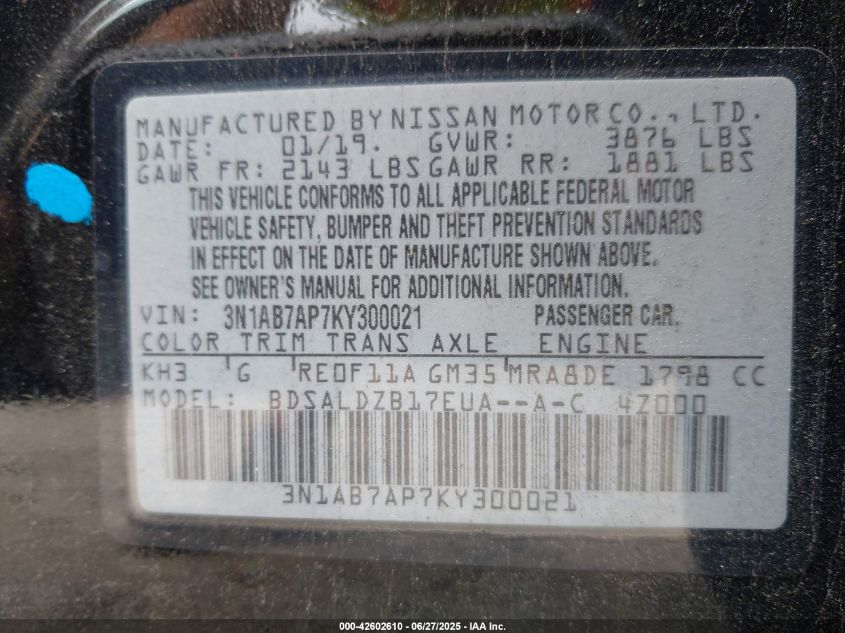 MANUFACTURED BY NISSAN MOTOR CO., LTD.
DATE: 01/19. GVWR: 3876 LBS
GAWR FR: 2143 LBS GAWR RR: 1881 LBS
THIS VEHICLE CONFORMS TO ALL APPLICABLE FEDERAL MOTOR
VEHICLE SAFETY, BUMPER AND THEFT PREVENTION STANDARDS
IN EFFECT ON THE DATE OF MANUFACTURE SHOWN ABOVE.
SEE OWNER'S MANUAL FOR ADDITIONAL INFORMATION.
VIN: 3N1AB7AP7KY300021 PASSENGER CAR.
COLOR TRIM TRANS AXLE ENGINE
KH3 G RE0F11A GM35 MRA8DE 1798 CC
MODEL: BDSALDZB17EUA--A-C 4Z000
3N1AB7AP7KY300021
000-42602610 - 06/27/2025 - IAA Inc.